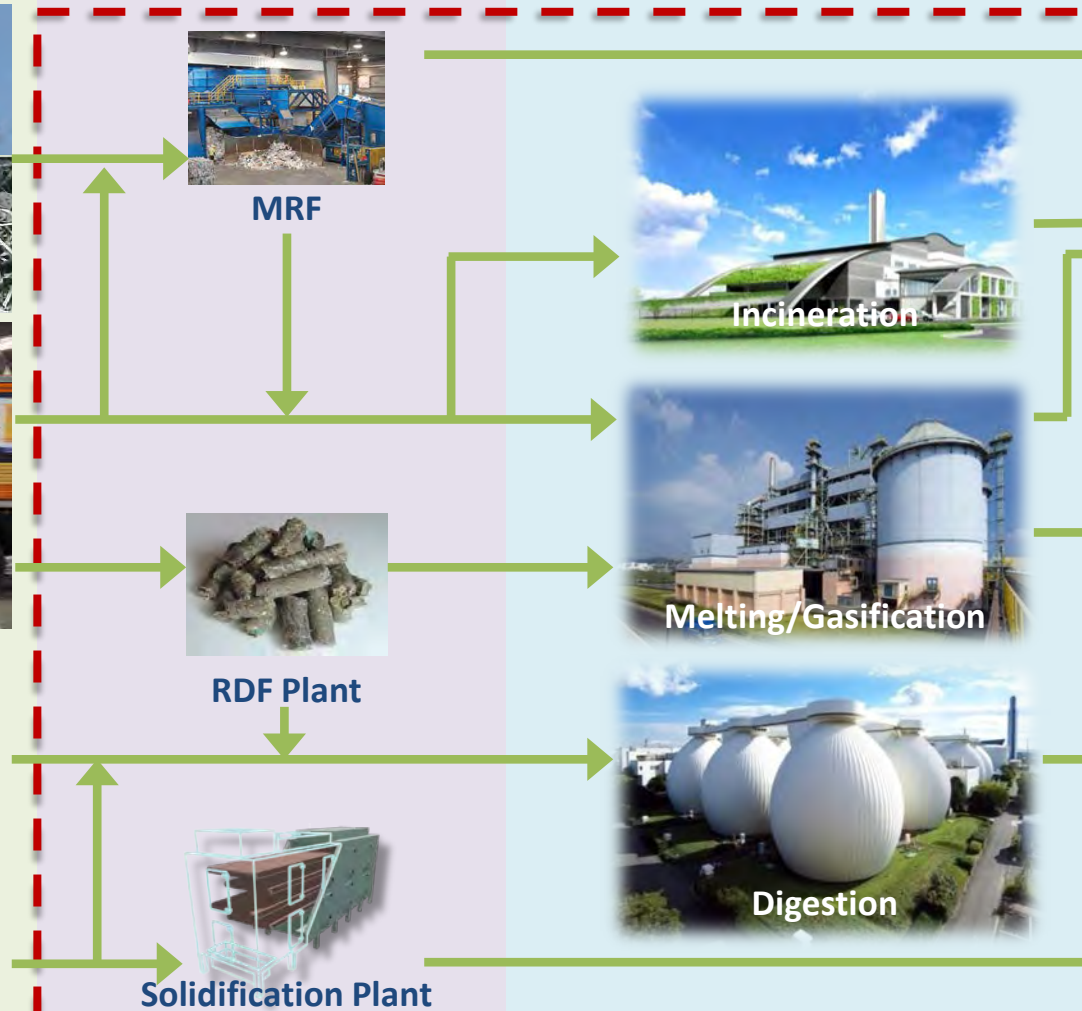 MRF
Incineration
Melting/Gasification
RDF Plant
Digestion
Solidification Plant